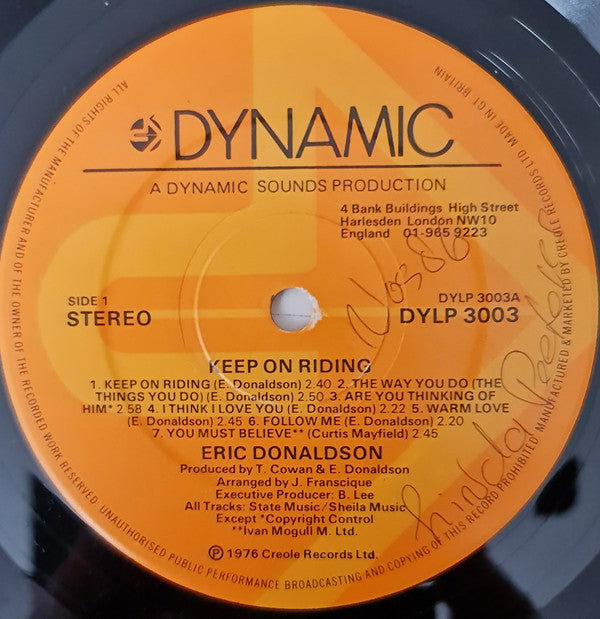 DYNAMIC
A DYNAMIC SOUNDS PRODUCTION
4 Bank Buildings High Street
Harlesden London NW10
England 01-965 9223
SIDE 1
STEREO
DYLP 3003A
DYLP 3003
KEEP ON RIDING
1. KEEP ON RIDING (E. Donaldson) 2.40 2. THE WAY YOU DO (THE
THINGS YOU DO) (E. Donaldson) 2.50 3. ARE YOU THINKING OF
HIM* 2 58 4. I THINK I LOVE YOU (E. Donaldson) 2.22 5. WARM LOVE
(E. Donaldson) 2.45 6. FOLLOW ME (E. Donaldson) 2.20
7. YOU MUST BELIEVE** (Curtis Mayfield) 2.45
ERIC DONALDSON
Produced by T. Cowan & E. Donaldson
Arranged by J. Franscique
Executive Producer: B. Lee
All Tracks: State Music/Sheila Music
Except *Copyright Control
**Ivan Mogull M. Ltd.
℗ 1976 Creole Records Ltd.
ALL RIGHTS OF THE MANUFACTURER AND OF THE OWNER OF THE RECORDED WORK RESERVED UNAUTHORISED PUBLIC PERFORMANCE BROADCASTING AND COPYING OF THIS RECORD PROHIBITED MANUFACTURED & MARKETED BY CREOLE RECORDS LTD MADE IN GT BRITAIN